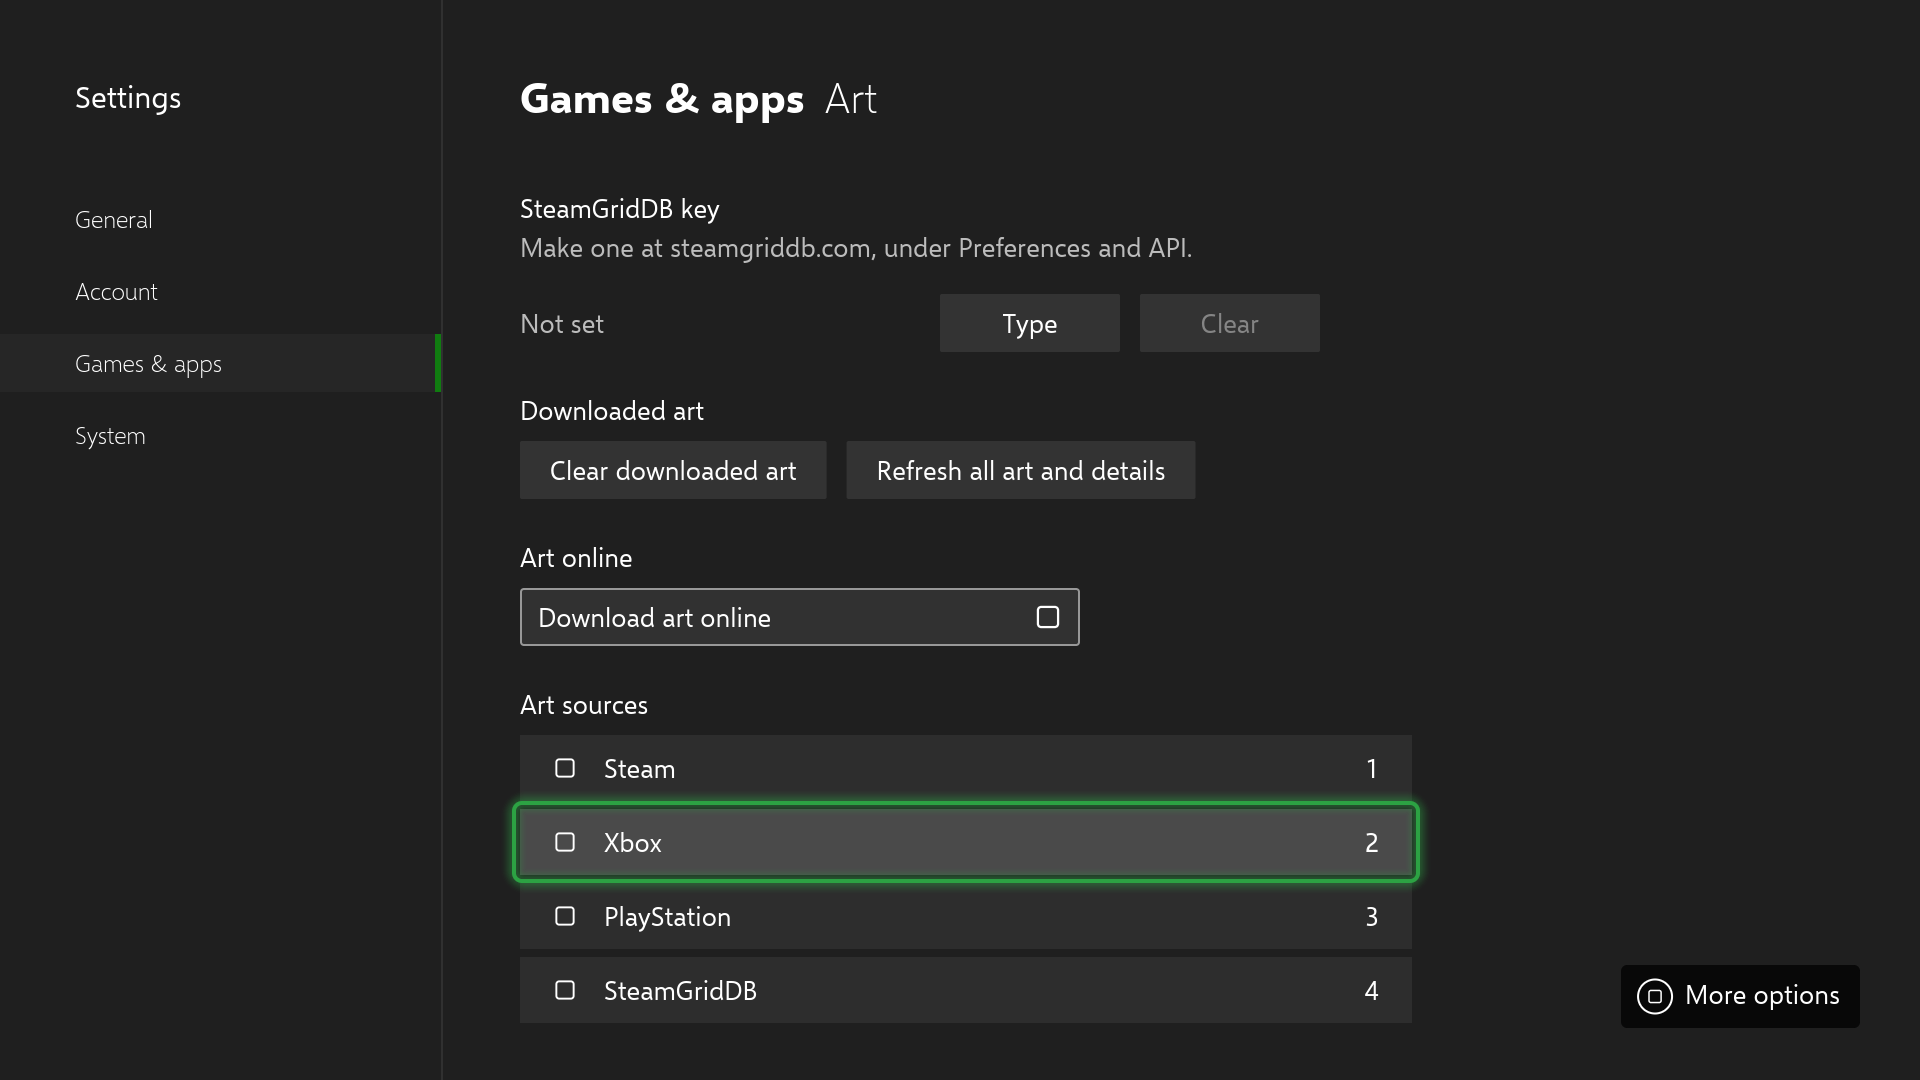 Settings
General
Account
Games & apps
System
Games & apps Art
SteamGridDB key
Make one at steamgriddb.com, under Preferences and API.
Not set
Type
Clear
Downloaded art
Clear downloaded art
Refresh all art and details
Art online
Download art online
Art sources
Steam 1
Xbox 2
PlayStation 3
SteamGridDB 4
More options